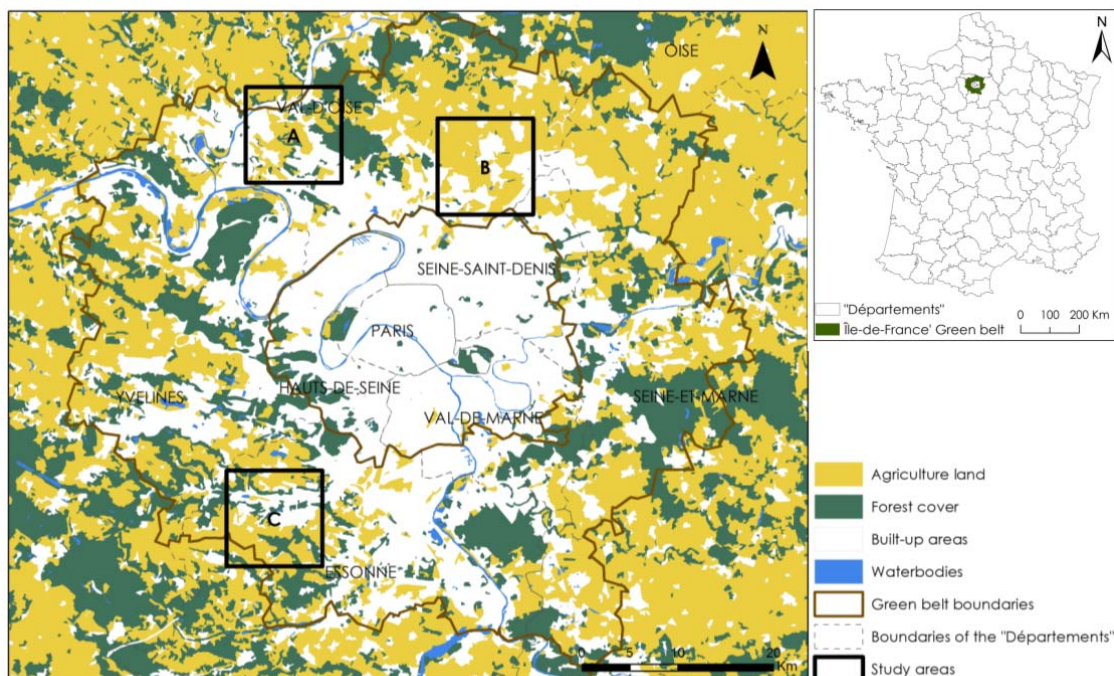 N
OISE
VAL-D'OISE
A
B
SEINE-SAINT-DENIS
PARIS
HAUTS-DE-SEINE
YVELINES
VAL-DE-MARNE
SEINE-ET-MARNE
C
ESSONNE
0 5 10 20
Km
N
"Départements"
Île-de-France' Green belt
0 200 Km
Agriculture land
Forest cover
Built-up areas
Waterbodies
Green belt boundaries
Boundaries of the "Départements"
Study areas